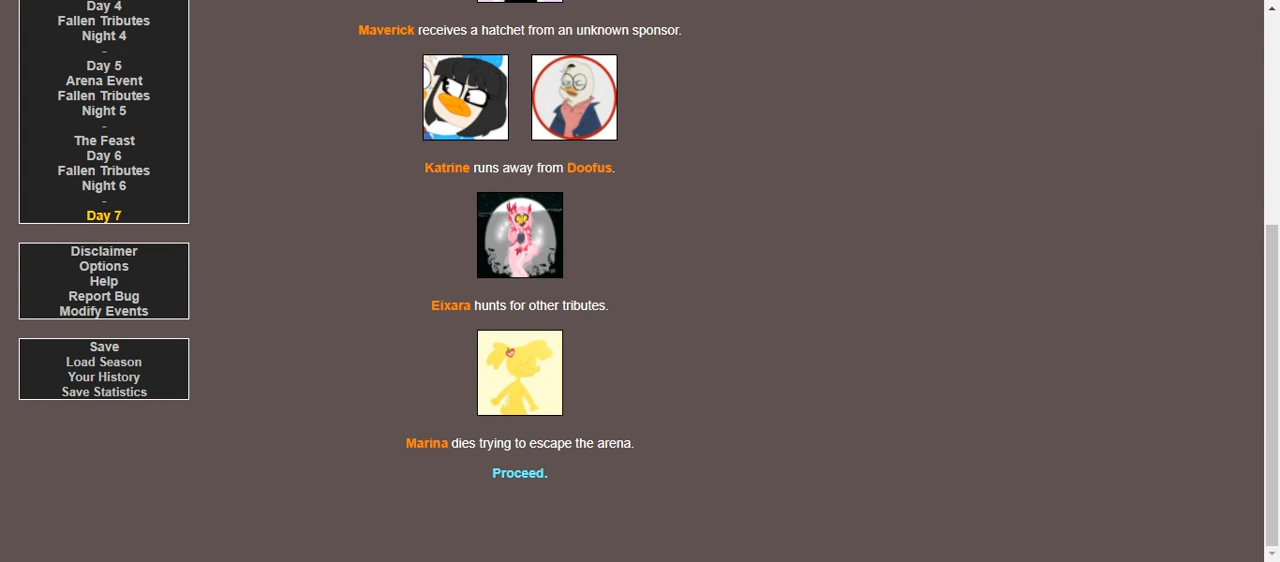 Day 4
Fallen Tributes
Night 4
-
Day 5
Arena Event
Fallen Tributes
Night 5
-
The Feast
Day 6
Fallen Tributes
Night 6
-
Day 7
Disclaimer
Options
Help
Report Bug
Modify Events
Save
Load Season
Your History
Save Statistics
Maverick receives a hatchet from an unknown sponsor.
Katrine runs away from Doofus.
Eixara hunts for other tributes.
Marina dies trying to escape the arena.
Proceed.